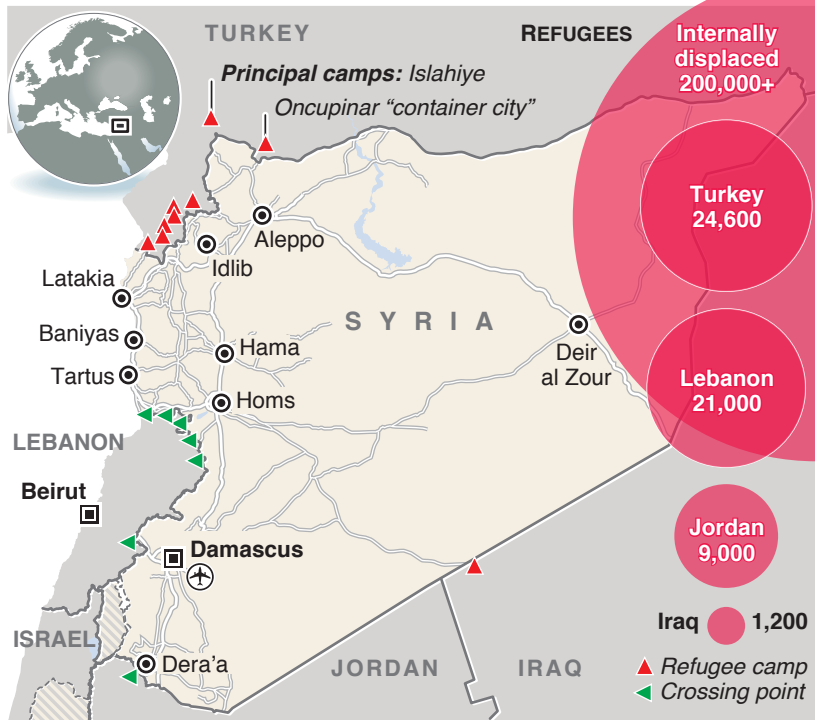 TURKEY
REFUGEES
Principal camps: Islahiye
Oncupinar “container city”
Internally
displaced
200,000+
Turkey
24,600
Aleppo
Idlib
Latakia
SYRIA
Baniyas
Hama
Deir
al Zour
Tartus
Homs
Lebanon
21,000
LEBANON
Beirut
Damascus
Jordan
9,000
Iraq
1,200
ISRAEL
Dera’a
JORDAN
IRAQ
Refugee camp
Crossing point